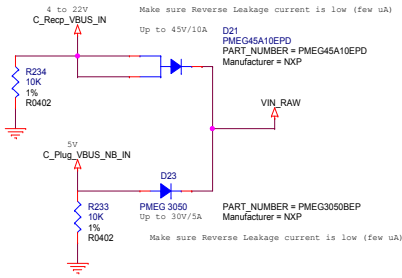 4 to 22V
C_Recp_VBUS_IN
Make sure Reverse Leakage current is low (few uA)
Up to 45V/10A
D21
PMEG45A10EPD
PART_NUMBER = PMEG45A10EPD
Manufacturer = NXP
R234
10K
1%
R0402
VIN_RAW
5V
C_Plug_VBUS_NB_IN
D23
PMEG 3050
Up to 30V/5A
PART_NUMBER = PMEG3050BEP
Manufacturer = NXP
R233
10K
1%
R0402
Make sure Reverse Leakage current is low (few uA)